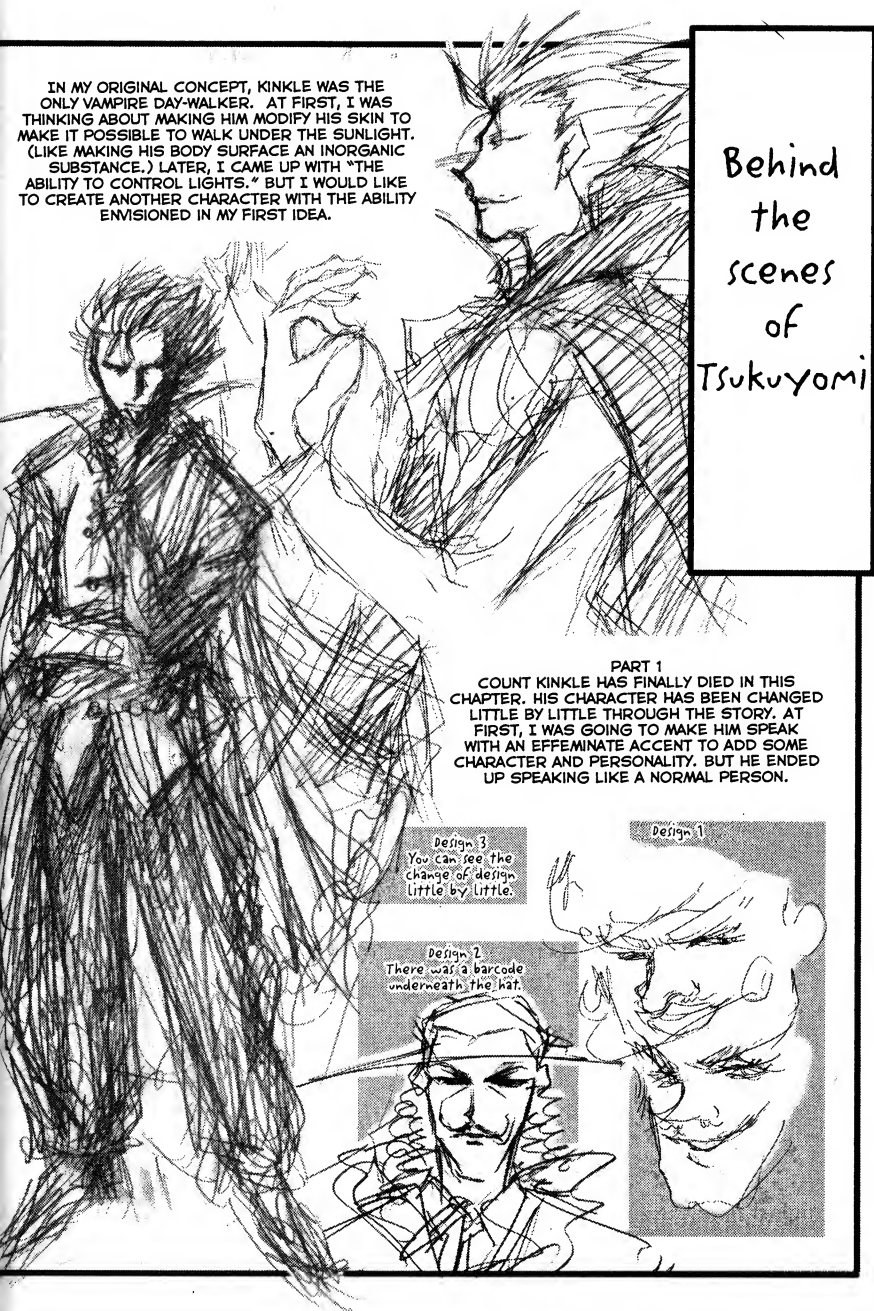 Behind
the
scenes
of
Tsukuyomi
IN MY ORIGINAL CONCEPT, KINKLE WAS THE
ONLY VAMPIRE DAY-WALKER. AT FIRST, I WAS
THINKING ABOUT MAKING HIM MODIFY HIS SKIN TO
MAKE IT POSSIBLE TO WALK UNDER THE SUNLIGHT.
(LIKE MAKING HIS BODY SURFACE AN INORGANIC
SUBSTANCE.) LATER, I CAME UP WITH "THE
ABILITY TO CONTROL LIGHTS." BUT I WOULD LIKE
TO CREATE ANOTHER CHARACTER WITH THE ABILITY
ENVISIONED IN MY FIRST IDEA.
PART 1
COUNT KINKLE HAS FINALLY DIED IN THIS
CHAPTER. HIS CHARACTER HAS BEEN CHANGED
LITTLE BY LITTLE THROUGH THE STORY. AT
FIRST, I WAS GOING TO MAKE HIM SPEAK
WITH AN EFFEMINATE ACCENT TO ADD SOME
CHARACTER AND PERSONALITY. BUT HE ENDED
UP SPEAKING LIKE A NORMAL PERSON.
Design 1
Design 3
You can see the
change of design
little by little.
Design 2
There was a barcode
underneath the hat.